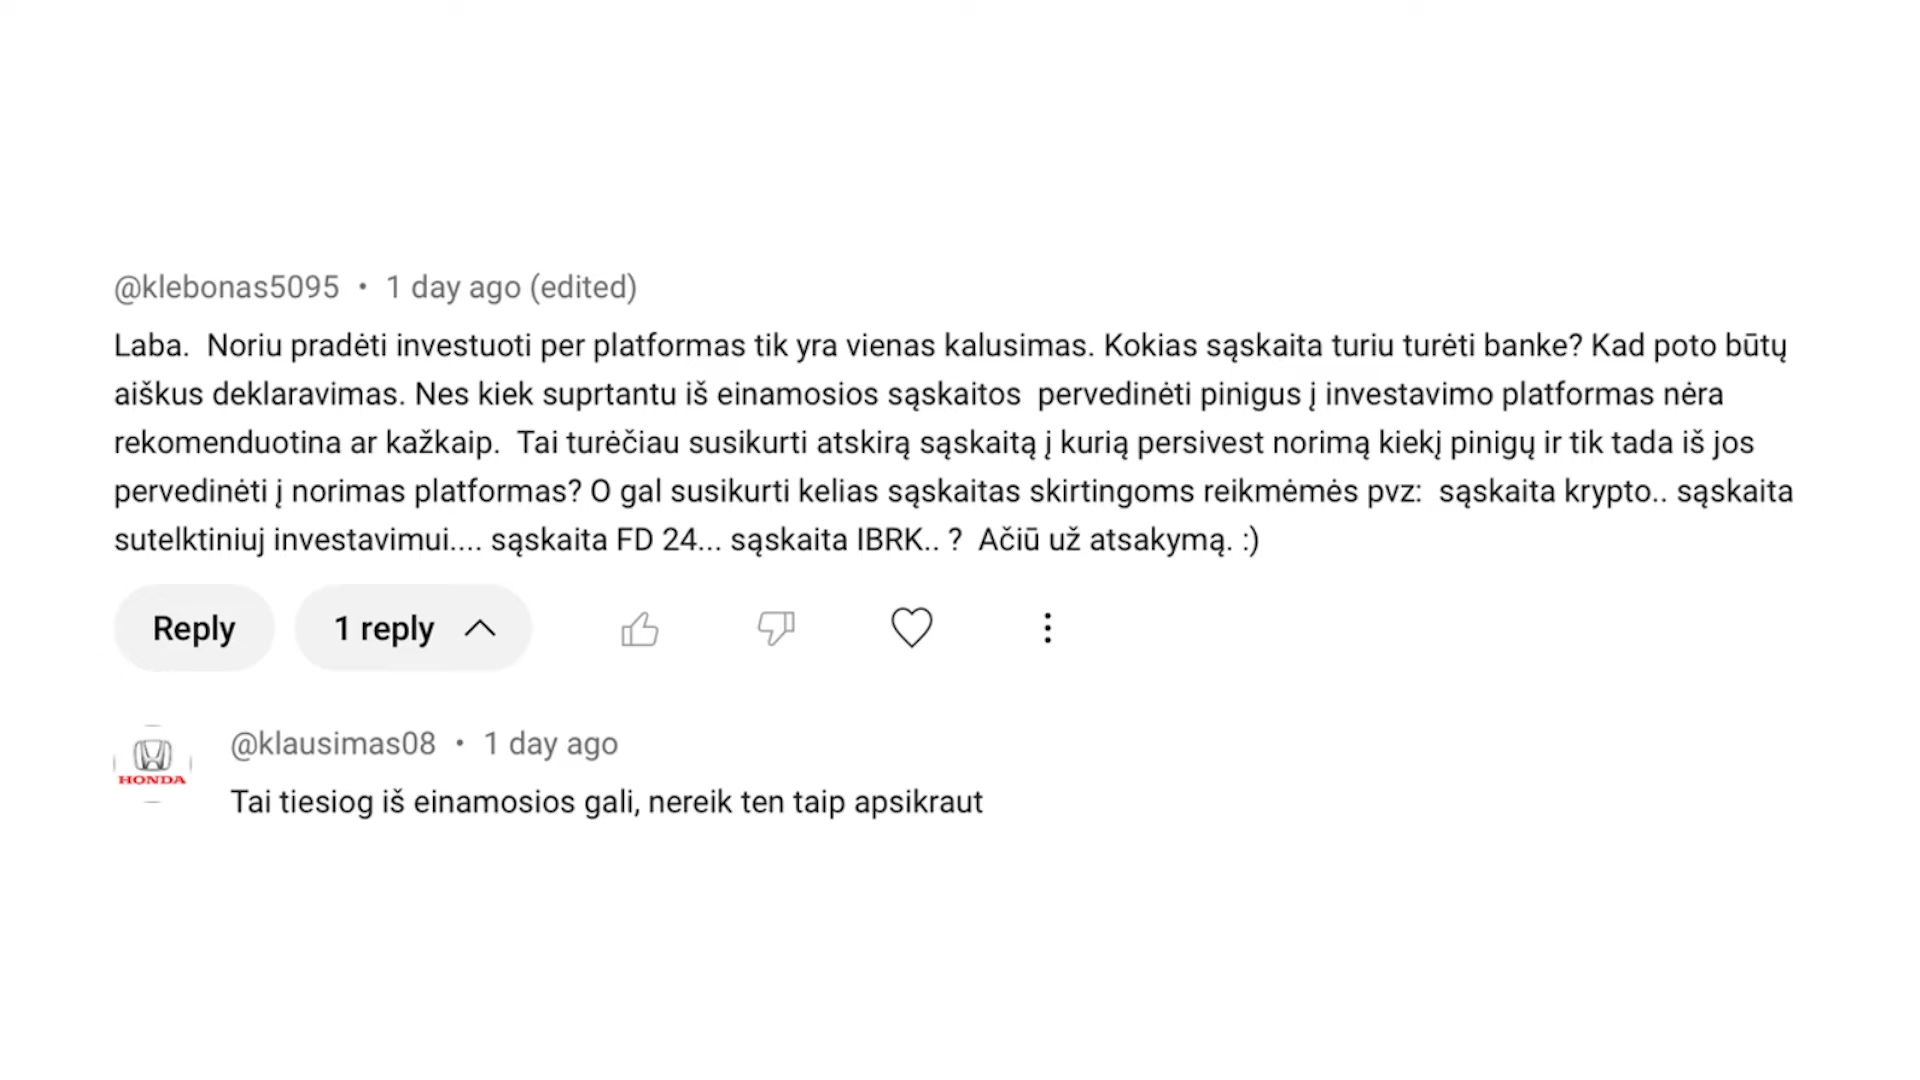 @klebonas5095 • 1 day ago (edited)
Laba.  Noriu pradėti investuoti per platformas tik yra vienas kalusimas. Kokias sąskaita turiu turėti banke? Kad poto būtų
aiškus deklaravimas. Nes kiek suprtantu iš einamosios sąskaitos  pervedinėti pinigus į investavimo platformas nėra
rekomenduotina ar kažkaip.  Tai turėčiau susikurti atskirą sąskaitą į kurią persivest norimą kiekį pinigų ir tik tada iš jos
pervedinėti į norimas platformas? O gal susikurti kelias sąskaitas skirtingoms reikmėmės pvz:  sąskaita krypto.. sąskaita
sutelktiniuj investavimui.... sąskaita FD 24... sąskaita IBRK.. ?  Ačiū už atsakymą. :)
Reply 1 reply
HONDA
@klausimas08 • 1 day ago
Tai tiesiog iš einamosios gali, nereik ten taip apsikraut